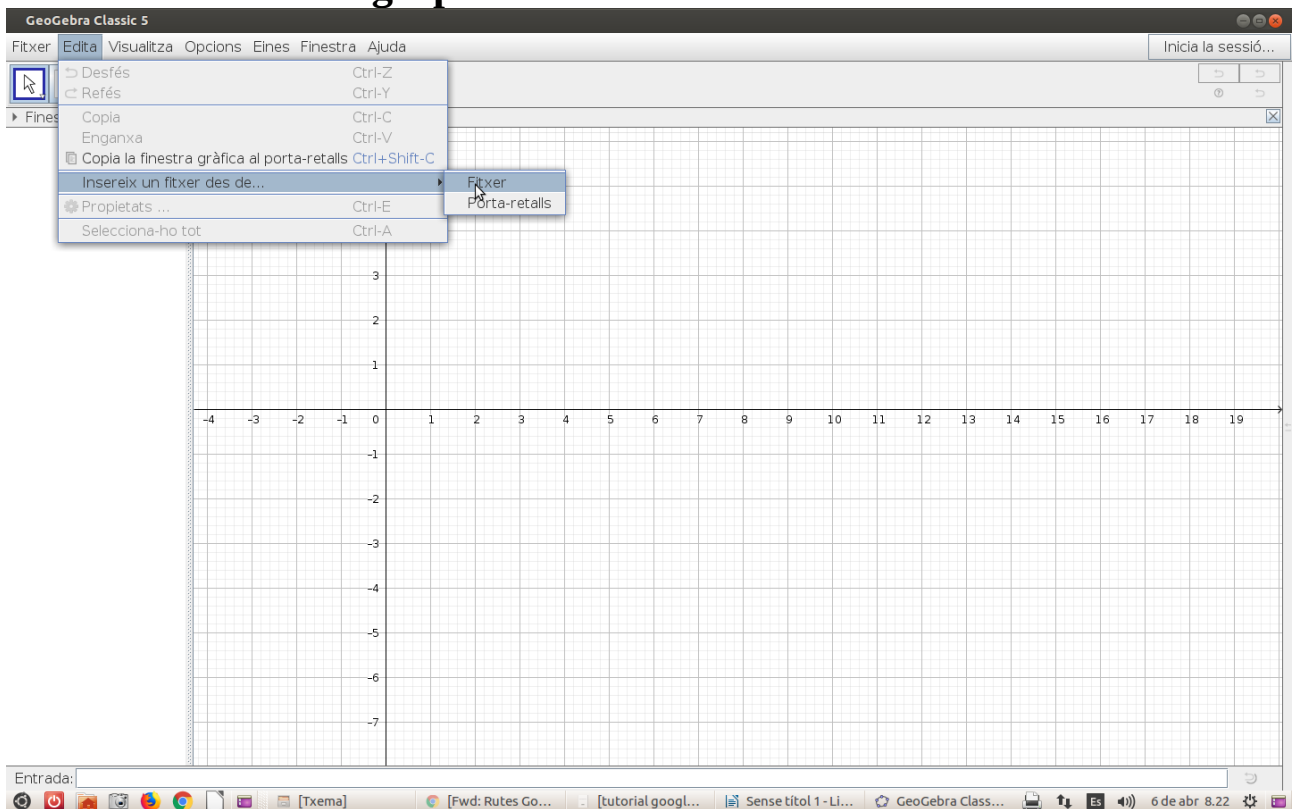 GeoGebra Classic 5
Fitxer Edita Visualitza Opcions Eines Finestra Ajuda
Inicia la sessió...
Desfés Ctrl-Z
Refés Ctrl-Y
Fines
Copia Ctrl-C
Enganxa Ctrl-V
Copia la finestra gràfica al porta-retalls Ctrl+Shift-C
Insereix un fitxer des de...
Fitxer
Porta-retalls
Propietats ... Ctrl-E
Selecciona-ho tot Ctrl-A
3
2
1
-4 -3 -2 -1 0 1 2 3 4 5 6 7 8 9 10 11 12 13 14 15 16 17 18 19
-1
-2
-3
-4
-5
-6
-7
Entrada:
[Txema] [Fwd: Rutes Go... [tutorial googl... Sense títol 1 - Li... GeoGebra Class... Es 6 de abr 8.22